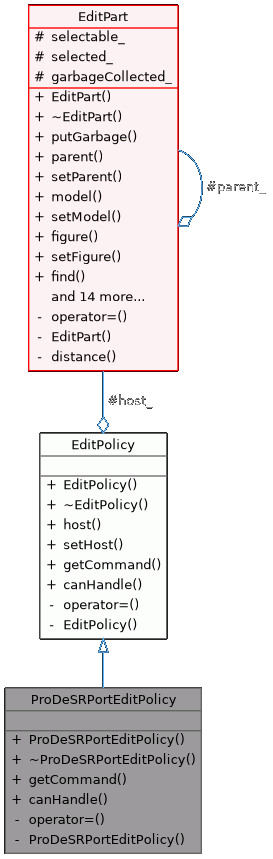 EditPart
# selectable_
# selected_
# garbageCollected_
+ EditPart()
+ ~EditPart()
+ putGarbage()
+ parent()
+ setParent()
+ model()
+ setModel()
+ figure()
+ setFigure()
+ find()
and 14 more...
- operator=()
- EditPart()
- distance()
#parent_
#host_
EditPolicy
+ EditPolicy()
+ ~EditPolicy()
+ host()
+ setHost()
+ getCommand()
+ canHandle()
- operator=()
- EditPolicy()
ProDeSRPortEditPolicy
+ ProDeSRPortEditPolicy()
+ ~ProDeSRPortEditPolicy()
+ getCommand()
+ canHandle()
- operator=()
- ProDeSRPortEditPolicy()